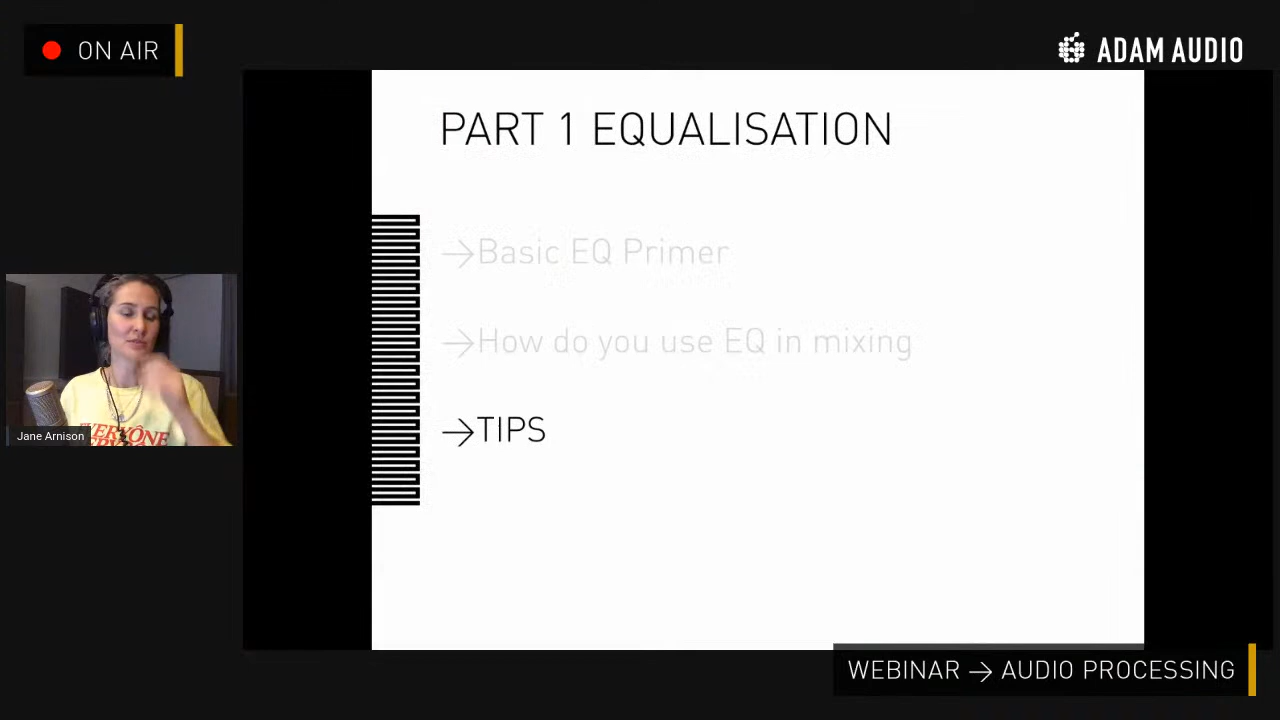 ON AIR
ADAM AUDIO
PART 1 EQUALISATION
→Basic EQ Primer
→How do you use EQ in mixing
→TIPS
EVERYONE
Jane Arnison
WEBINAR → AUDIO PROCESSING